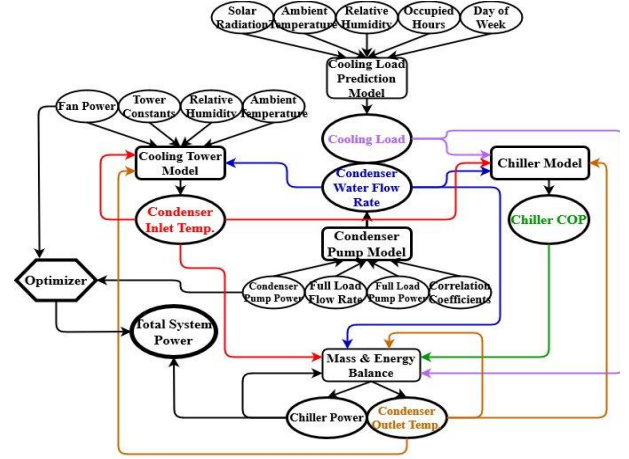 Solar
Radiation
Ambient
Temperature
Relative
Humidity
Occupied
Hours
Day of
Week
Cooling Load
Prediction
Model
Fan Power
Tower
Constants
Relative
Humidity
Ambient
Temperature
Cooling Load
Cooling Tower
Model
Chiller Model
Condenser
Water Flow
Rate
Condenser
Inlet Temp.
Chiller COP
Condenser
Pump Model
Optimizer
Condenser
Pump Power
Full Load
Flow Rate
Full Load
Pump Power
Correlation
Coefficients
Total System
Power
Mass & Energy
Balance
Chiller Power
Condenser
Outlet Temp.